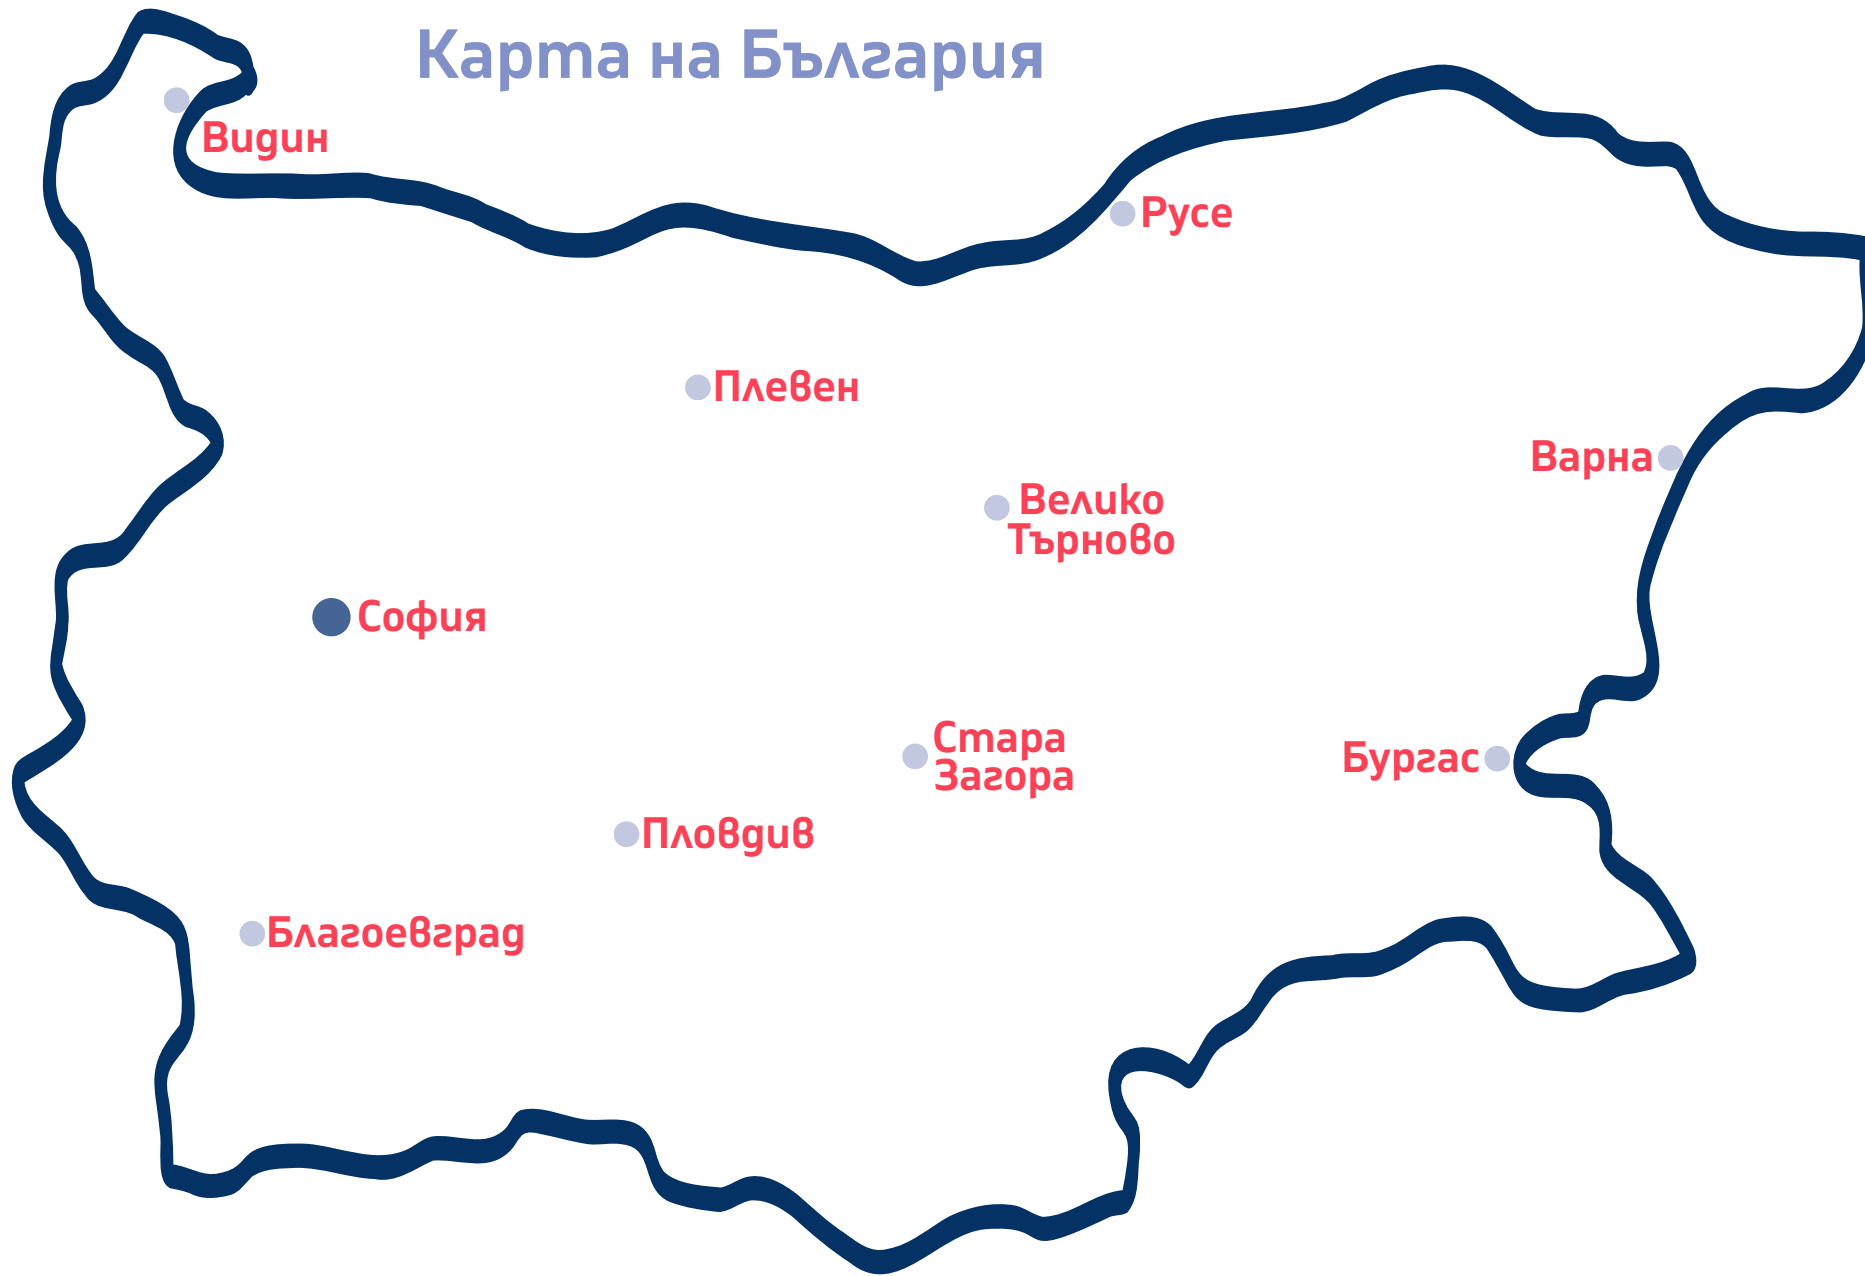 Карта на България
Видин
Русе
Плевен
Варна
Велико
Търново
София
Стара
Загора
Бургас
Пловдив
Благоевград